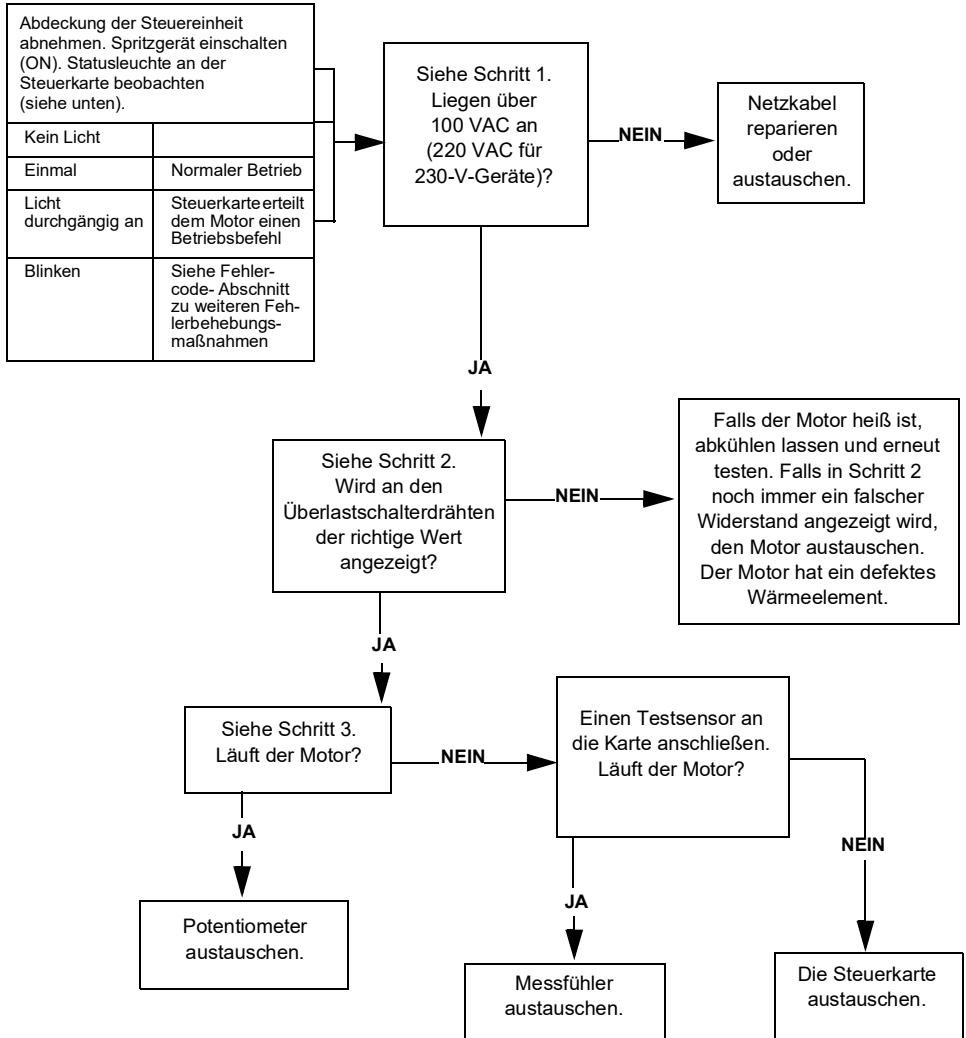 Abdeckung der Steuereinheit
abnehmen. Spritzgerät einschalten
(ON). Statusleuchte an der
Steuerkarte beobachten
(siehe unten).
Kein Licht
Einmal
Normaler Betrieb
Licht
durchgängig an
Steuerkarteerteilt
dem Motor einen
Betriebsbefehl
Blinken
Siehe Fehler-
code- Abschnitt
zu weiteren Feh-
lerbehebungs-
maßnahmen
Siehe Schritt 1.
Liegen über
100 VAC an
(220 VAC für
230-V-Geräte)?
NEIN
Netzkabel
reparieren
oder
austauschen.
JA
Siehe Schritt 2.
Wird an den
Überlastschalterdrähten
der richtige Wert
angezeigt?
NEIN
Falls der Motor heiß ist,
abkühlen lassen und erneut
testen. Falls in Schritt 2
noch immer ein falscher
Widerstand angezeigt wird,
den Motor austauschen.
Der Motor hat ein defektes
Wärmeelement.
JA
Siehe Schritt 3.
Läuft der Motor?
NEIN
Einen Testsensor an
die Karte anschließen.
Läuft der Motor?
JA
Potentiometer
austauschen.
JA
Messfühler
austauschen.
NEIN
Die Steuerkarte
austauschen.